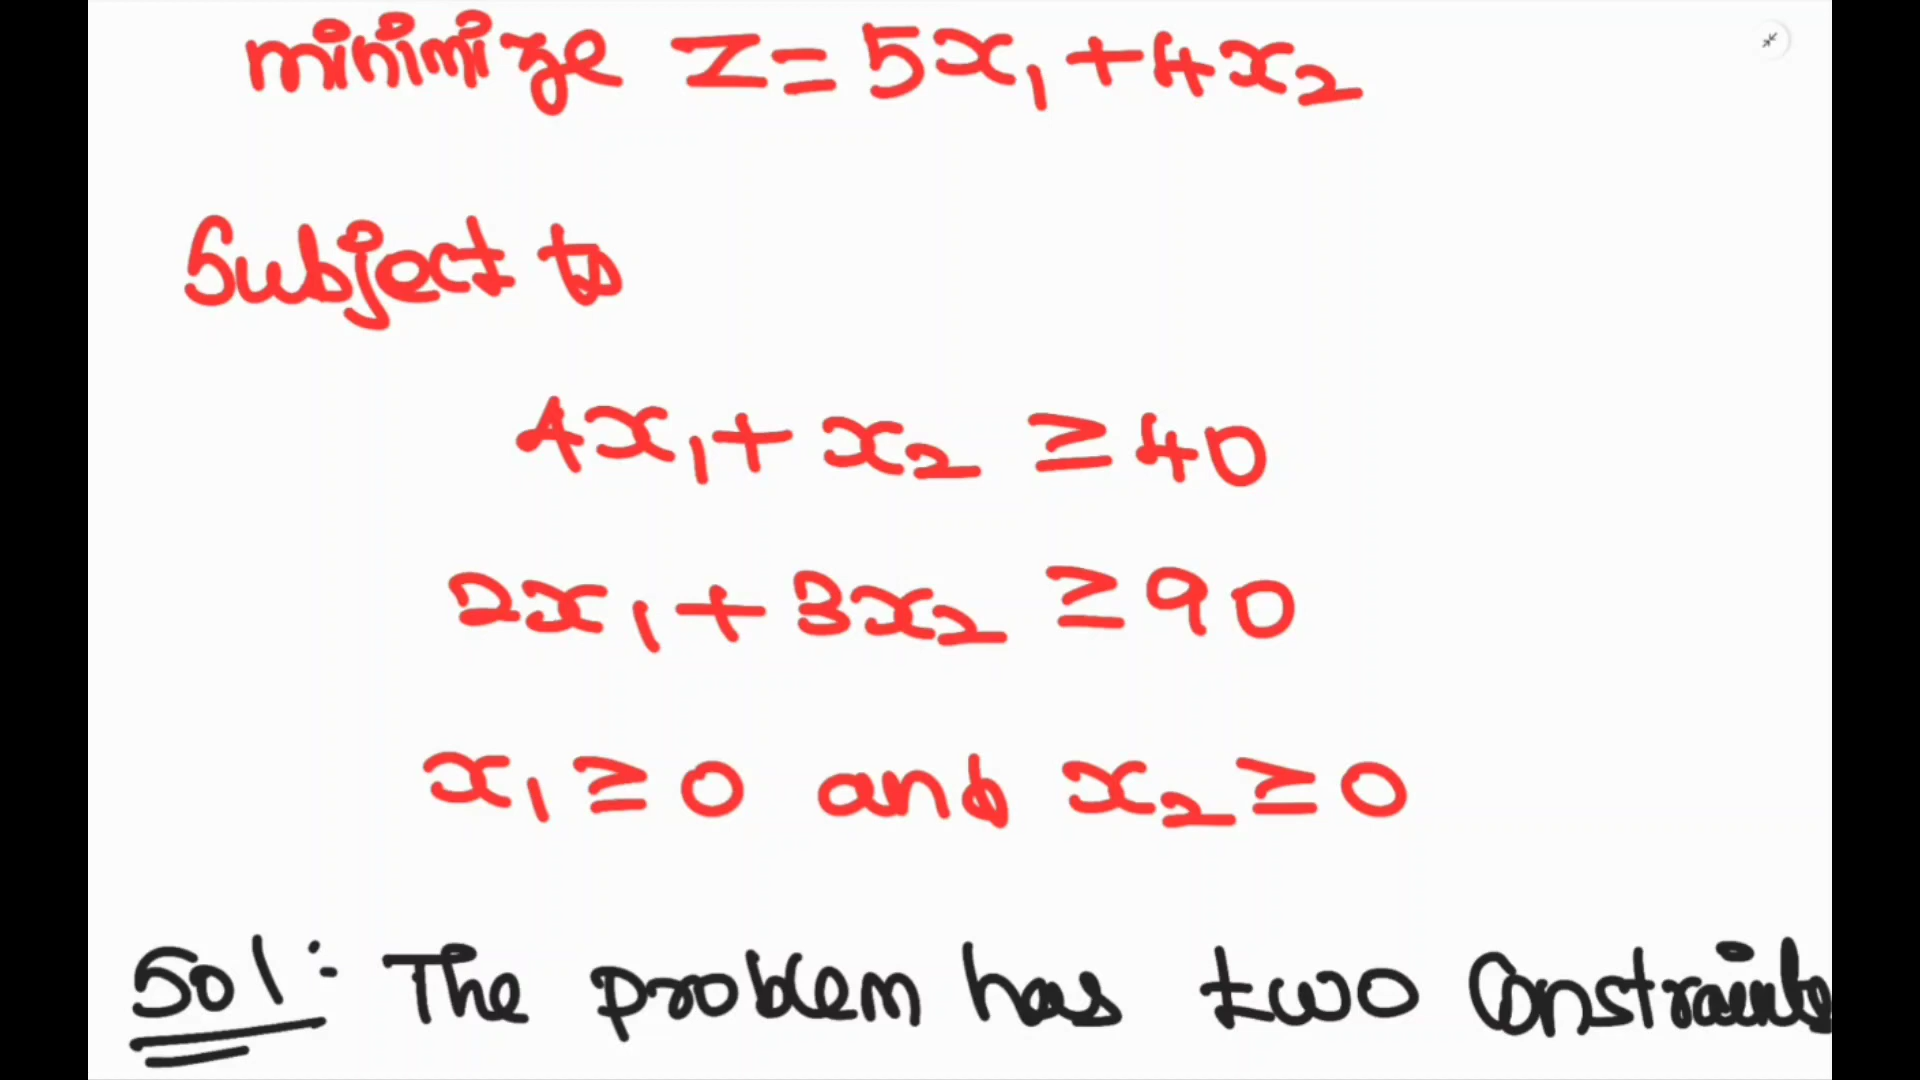 minimize Z = 5x₁ + 4x₂
Subject to
4x₁ + x₂ ≥ 40
2x₁ + 3x₂ ≥ 90
x₁ ≥ 0 and x₂ ≥ 0
Sol: The problem has two Constraints